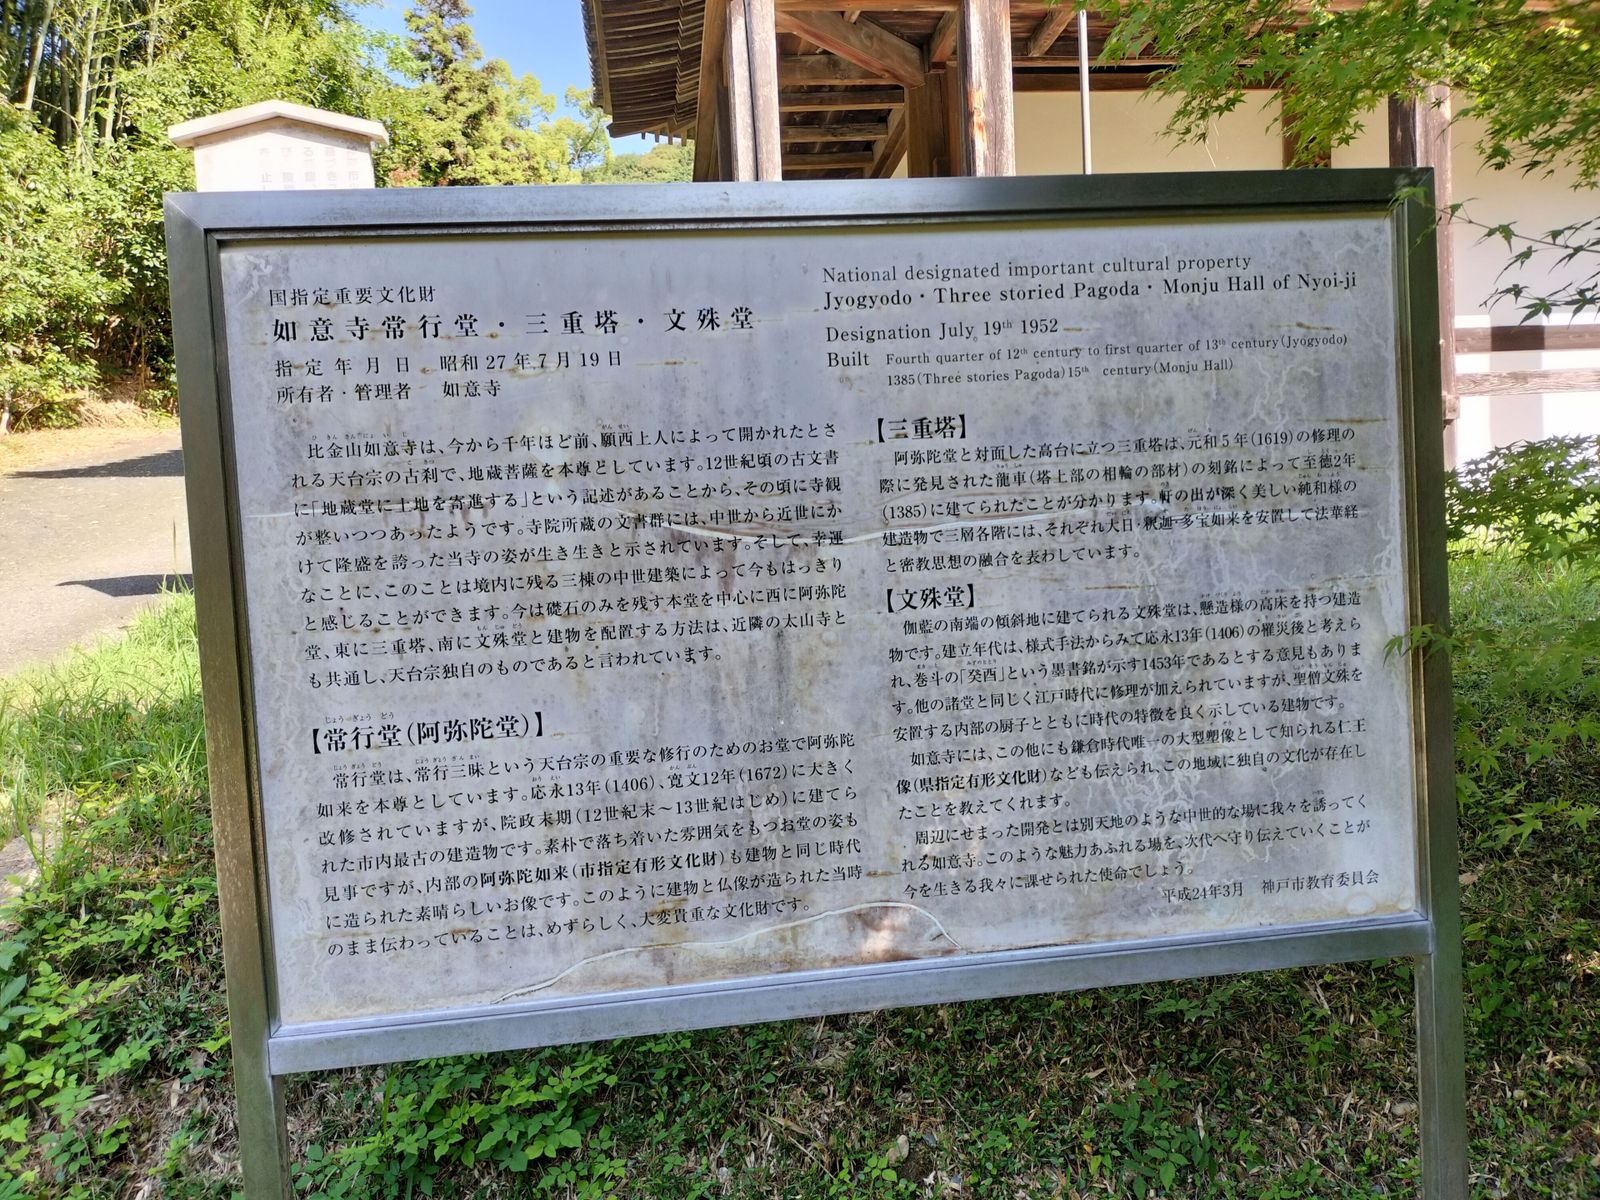 国指定重要文化財
如意寺常行堂・三重塔・文殊堂
指定年月日 昭和27年7月19日
所有者・管理者 如意寺
National designated important cultural property
Jyogyodo・Three storied Pagoda・Monju Hall of Nyoi-ji
Designation July 19th 1952
Built Fourth quarter of 12th century to first quarter of 13th century(Jyogyodo)
1385(Three stories Pagoda)15th century(Monju Hall)
比金山如意寺は、今から千年ほど前、願西上人によって開かれたとさ
れる天台宗の古刹で、地蔵菩薩を本尊としています。12世紀頃の古文書
に「地蔵堂に土地を寄進する」という記述があることから、その頃に寺観
が整いつつあったようです。寺院所蔵の文書群には、中世から近世にか
けて隆盛を誇った当寺の姿が生き生きと示されています。そして、幸運
なことに、このことは境内に残る三棟の中世建築によって今もはっきり
と感じることができます。今は礎石のみを残す本堂を中心に西に阿弥陀
堂、東に三重塔、南に文殊堂と建物を配置する方法は、近隣の太山寺と
も共通し、天台宗独自のものであると言われています。
【常行堂(阿弥陀堂)】
常行堂は、常行三昧という天台宗の重要な修行のためのお堂で阿弥陀
如来を本尊としています。応永13年(1406)、寛文12年(1672)に大きく
改修されていますが、院政末期(12世紀末〜13世紀はじめ)に建てら
れた市内最古の建造物です。素朴で落ち着いた雰囲気をもつお堂の姿も
見事ですが、内部の阿弥陀如来(市指定有形文化財)も建物と同じ時代
に造られた素晴らしいお像です。このように建物と仏像が造られた当時
のまま伝わっていることは、めずらしく、大変貴重な文化財です。
【三重塔】
阿弥陀堂と対面した高台に立つ三重塔は、元和5年(1619)の修理の
際に発見された龍車(塔上部の相輪の部材)の刻銘によって至徳2年
(1385)に建てられたことが分かります。軒の出が深く美しい純和様の
建造物で三層各階には、それぞれ大日・釈迦・多宝如来を安置して法華経
と密教思想の融合を表わしています。
【文殊堂】
伽藍の南端の傾斜地に建てられる文殊堂は、懸造様の高床を持つ建造
物です。建立年代は、様式手法からみて応永13年(1406)の罹災後と考えら
れ、巻斗の「癸酉」という墨書銘が示す1453年であるとする意見もありま
す。他の諸堂と同じく江戸時代に修理が加えられていますが、聖僧文殊を
安置する内部の厨子とともに時代の特徴を良く示している建物です。
如意寺には、この他にも鎌倉時代唯一の大型塑像として知られる仁王
像(県指定有形文化財)なども伝えられ、この地域に独自の文化が存在し
たことを教えてくれます。
周辺にせまった開発とは別天地のような中世的な場に我々を誘ってく
れる如意寺。このような魅力あふれる場を、次代へ守り伝えていくことが
今を生きる我々に課せられた使命でしょう。
平成24年3月 神戸市教育委員会